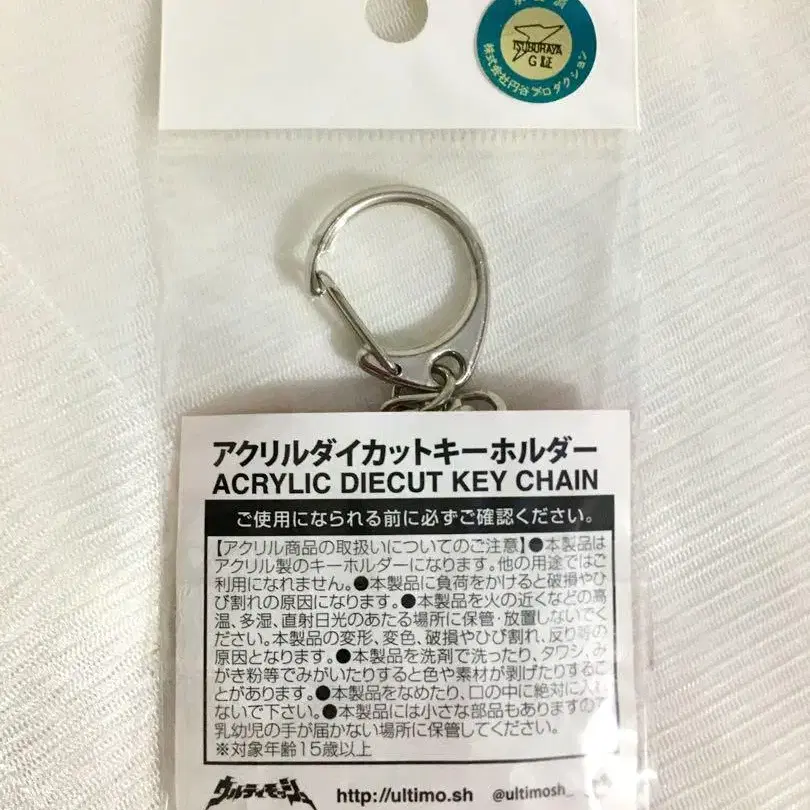 TSUBURAYA
G 証
株式会社円谷プロダクション
アクリルダイカットキーホルダー
ACRYLIC DIECUT KEY CHAIN
ご使用になられる前に必ずご確認ください。
【アクリル商品の取扱いについてのご注意】●本製品は
アクリル製のキーホルダーになります。他の用途ではご
利用になれません。●本製品に負荷をかけると破損やひ
び割れの原因になります。●本製品を火の近くなどの高
温、多湿、直射日光のあたる場所に保管・放置しないでく
ださい。本製品の変形、変色、破損やひび割れ、反り等の
原因となります。●本製品を洗剤で洗ったり、タワシ、み
がき粉等でみがいたりすると色や素材が剥げたりするこ
とがあります。●本製品をなめたり、口の中に絶対に入れ
ないで下さい。●本製品には小さな部品もありますので
乳幼児の手が届かない場所に保管してください。
※対象年齢15歳以上
ウルティモッシュ
http://ultimo.sh
@ultimosh_